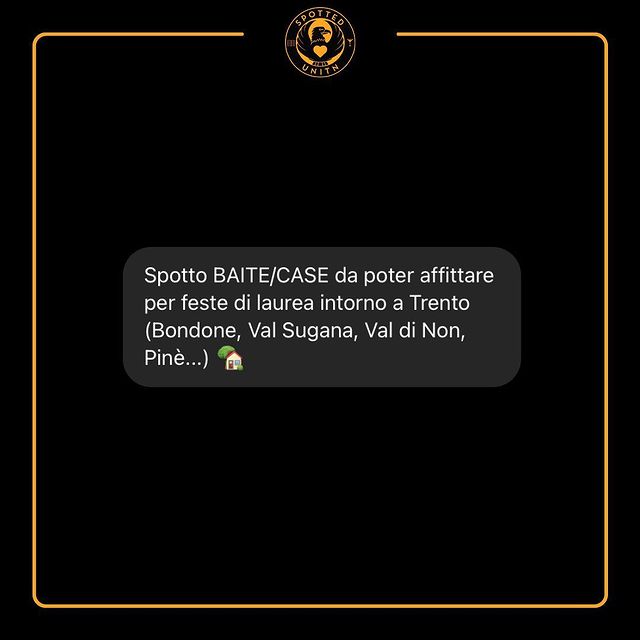 SPOTTED
UNITN
Spotto BAITE/CASE da poter affittare
per feste di laurea intorno a Trento
(Bondone, Val Sugana, Val di Non,
Pinè...) 🏡